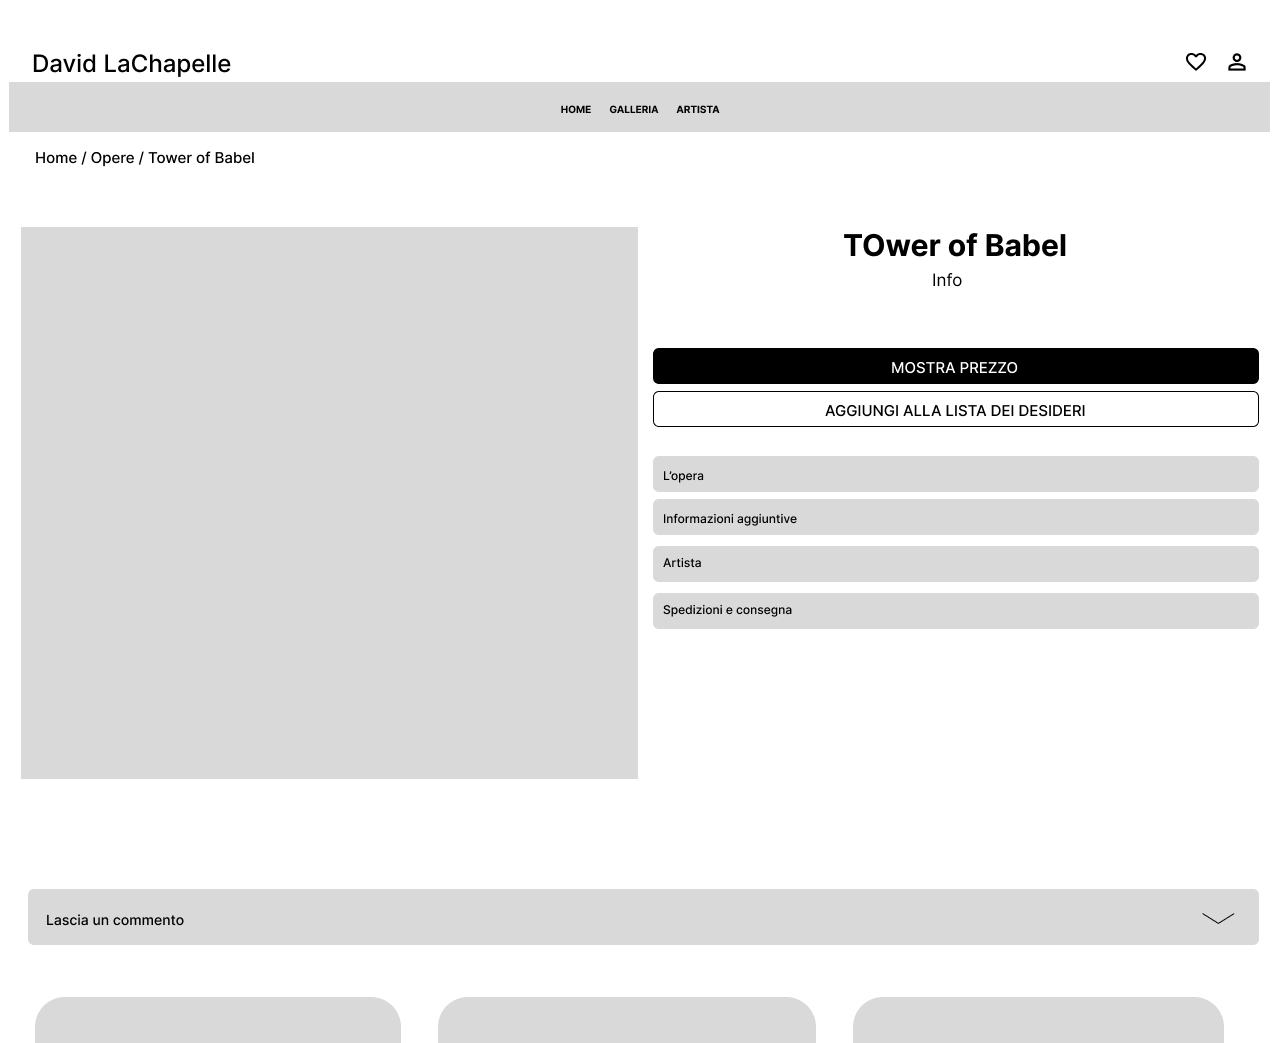 David LaChapelle
HOME GALLERIA ARTISTA
Home / Opere / Tower of Babel
TOwer of Babel
Info
MOSTRA PREZZO
AGGIUNGI ALLA LISTA DEI DESIDERI
L’opera
Informazioni aggiuntive
Artista
Spedizioni e consegna
Lascia un commento